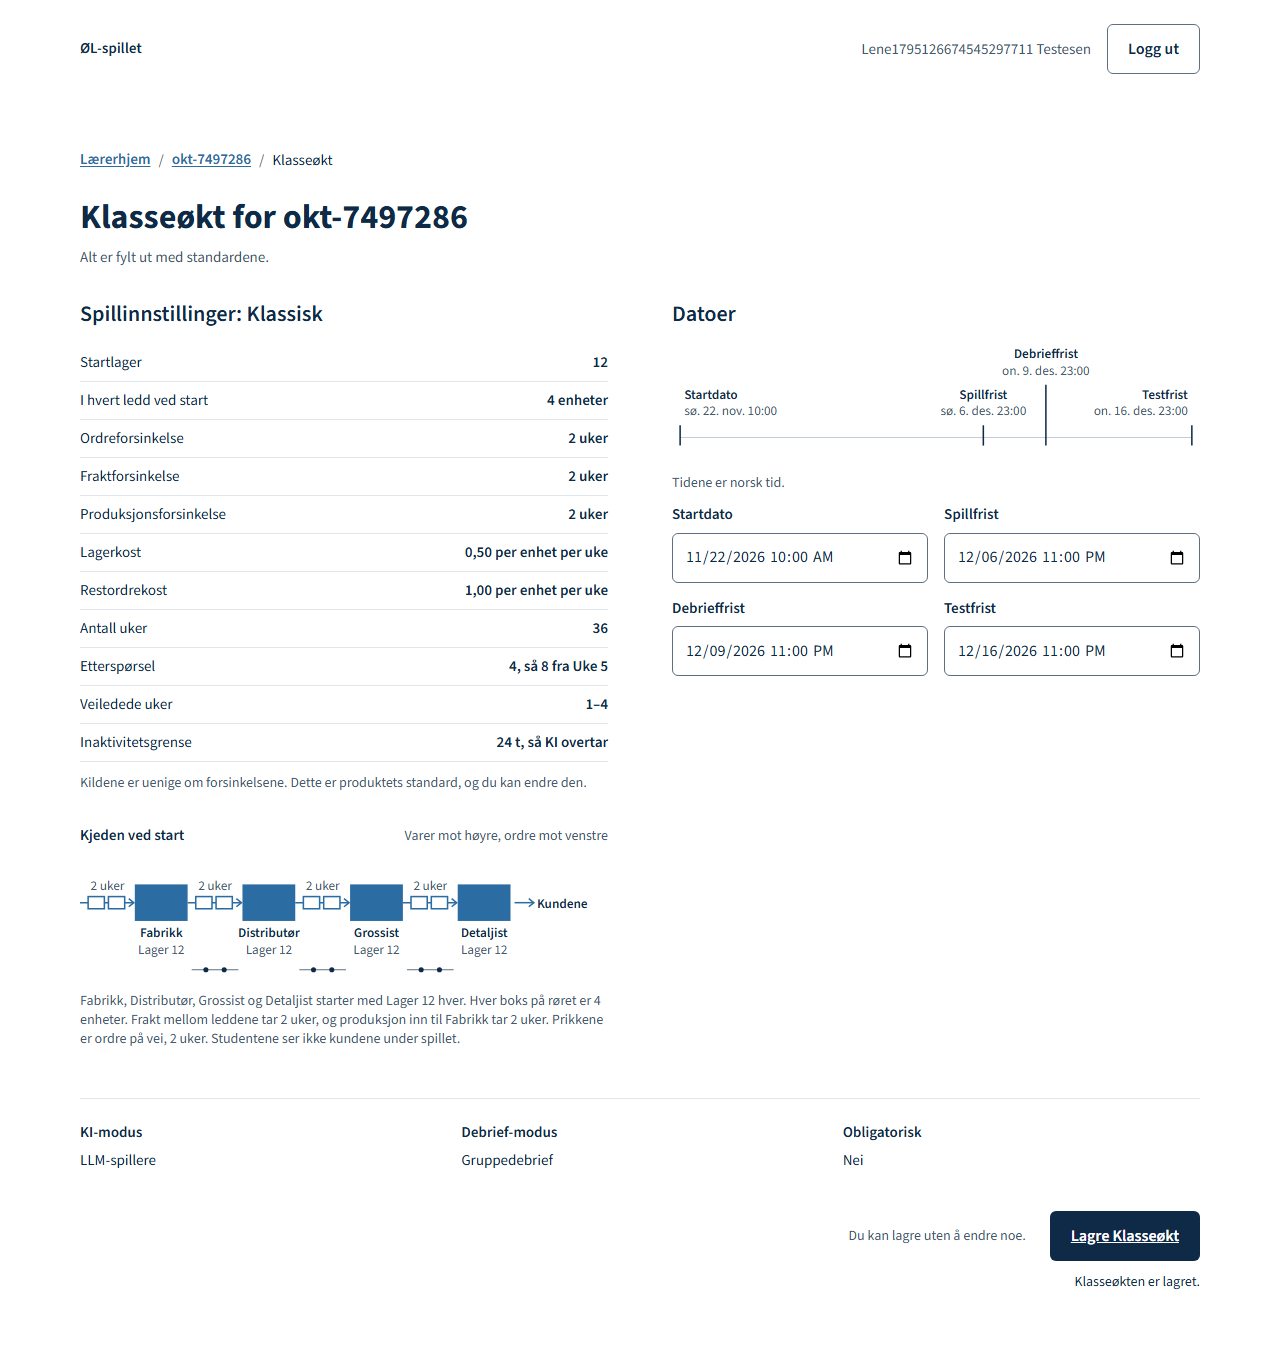 ØL-spillet
Lene1795126674545297711 Testesen
Logg ut
Lærerhjem / okt-7497286 / Klasseøkt
Klasseøkt for okt-7497286
Alt er fylt ut med standardene.
Spillinnstillinger: Klassisk
Startlager 12
I hvert ledd ved start 4 enheter
Ordreforsinkelse 2 uker
Fraktforsinkelse 2 uker
Produksjonsforsinkelse 2 uker
Lagerkost 0,50 per enhet per uke
Restordrekost 1,00 per enhet per uke
Antall uker 36
Etterspørsel 4, så 8 fra Uke 5
Veiledede uker 1–4
Inaktivitetsgrense 24 t, så KI overtar
Kildene er uenige om forsinkelsene. Dette er produktets standard, og du kan endre den.
Kjeden ved start
Varer mot høyre, ordre mot venstre
2 uker 2 uker 2 uker 2 uker
Kundene
Fabrikk Distributør Grossist Detaljist
Lager 12 Lager 12 Lager 12 Lager 12
Fabrikk, Distributør, Grossist og Detaljist starter med Lager 12 hver. Hver boks på røret er 4
enheter. Frakt mellom leddene tar 2 uker, og produksjon inn til Fabrikk tar 2 uker. Prikkene
er ordre på vei, 2 uker. Studentene ser ikke kundene under spillet.
Datoer
Debrieffrist
on. 9. des. 23:00
Startdato Spillfrist Testfrist
sø. 22. nov. 10:00 sø. 6. des. 23:00 on. 16. des. 23:00
Tidene er norsk tid.
Startdato Spillfrist
11/22/2026 10:00 AM 12/06/2026 11:00 PM
Debrieffrist Testfrist
12/09/2026 11:00 PM 12/16/2026 11:00 PM
KI-modus Debrief-modus Obligatorisk
LLM-spillere Gruppedebrief Nei
Du kan lagre uten å endre noe.
Lagre Klasseøkt
Klasseøkten er lagret.